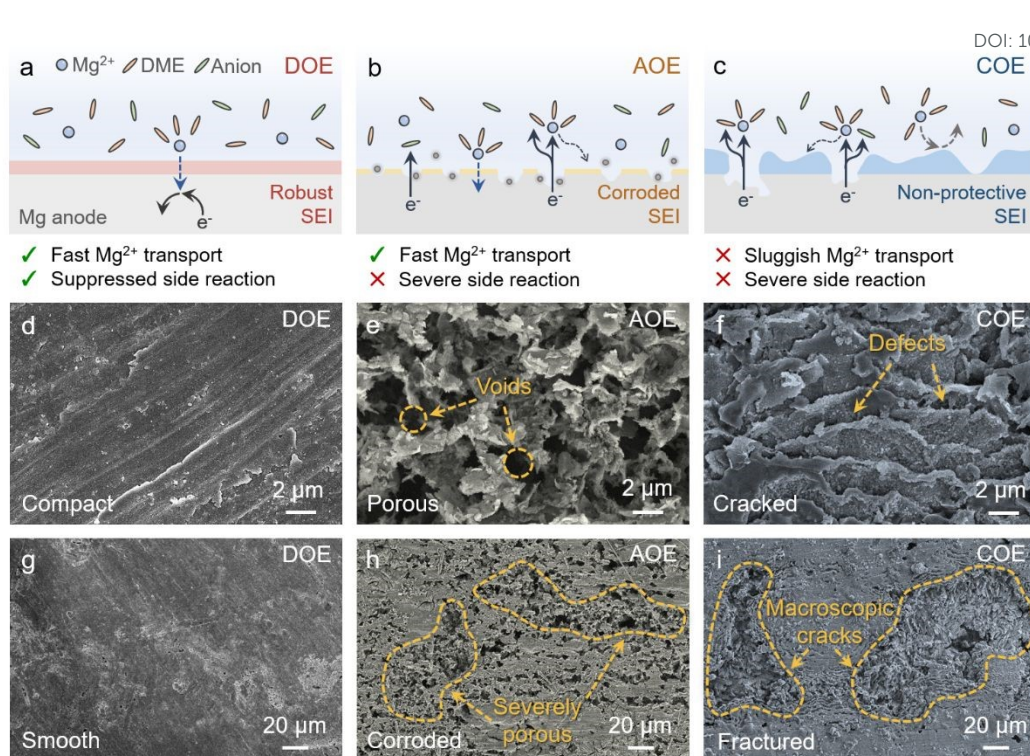 DOI: 10
a Mg²⁺ DME Anion DOE
Mg anode
e⁻
Robust
SEI
✓ Fast Mg²⁺ transport
✓ Suppressed side reaction
b AOE
e⁻
e⁻
Corroded
SEI
✓ Fast Mg²⁺ transport
✕ Severe side reaction
c COE
e⁻
e⁻
Non-protective
SEI
✕ Sluggish Mg²⁺ transport
✕ Severe side reaction
d DOE
Compact
2 µm
e AOE
Voids
Porous
2 µm
f COE
Defects
Cracked
2 µm
g DOE
Smooth
20 µm
h AOE
Severely
porous
Corroded
20 µm
i COE
Macroscopic
cracks
Fractured
20 µm